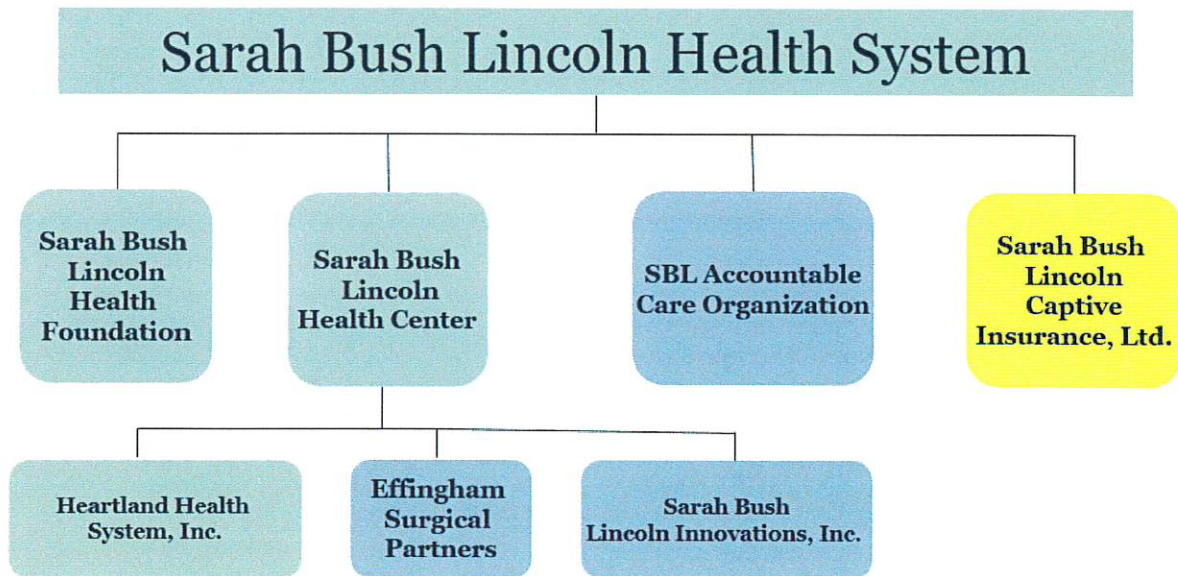 Sarah Bush Lincoln Health System
Sarah Bush
Lincoln
Health
Foundation
Sarah Bush
Lincoln
Health Center
SBL Accountable
Care Organization
Sarah Bush
Lincoln
Captive
Insurance, Ltd.
Heartland Health
System, Inc.
Effingham
Surgical
Partners
Sarah Bush
Lincoln Innovations, Inc.